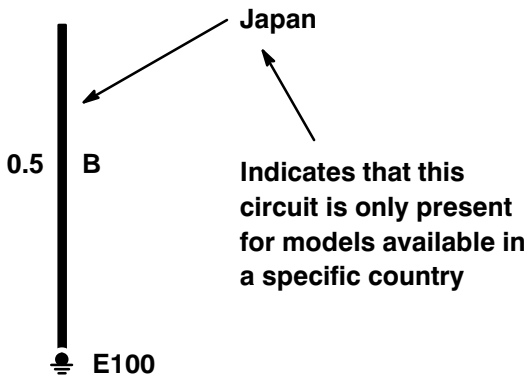 Japan
0.5 B
Indicates that this
circuit is only present
for models available in
a specific country
E100